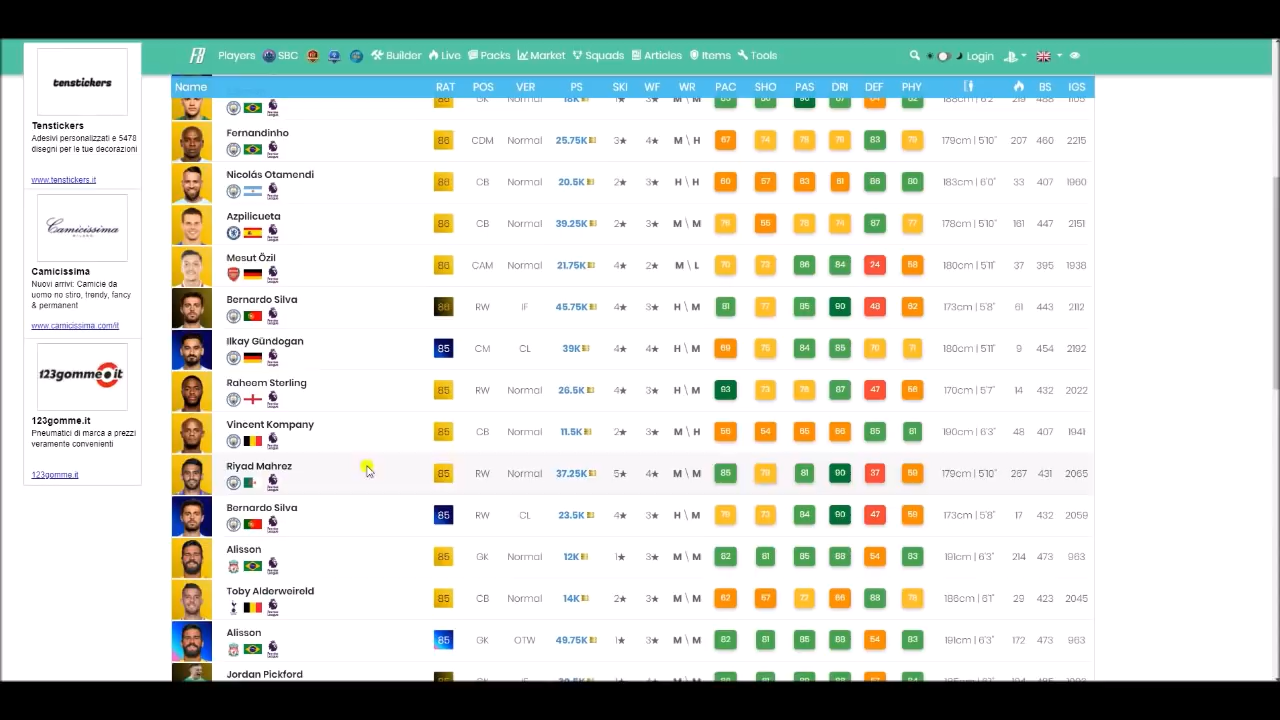 tenstickers
Tenstickers
Adesivi personalizzati e 5478
disegni per le tue decorazioni
www.tenstickers.it
Camicissima
MILANO
Camicissima
Nuovi arrivi: Camicie da
uomo no stiro, trendy, fancy
& permanent
www.camicissima.com/it
123gomme.it
123gomme.it
Pneumatici di marca a prezzi
veramente convenienti
123gomme.it
Players SBC Builder Live Packs Market Squads Articles Items Tools Login
Name RAT POS VER PS SKI WF WR PAC SHO PAS DRI DEF PHY BS IGS
Fernandinho 86 CDM Normal 25.75K 3★ 4★ M \ H 67 74 78 83 207 460 2215 179cm | 5'10"
Nicolás Otamendi 86 CB Normal 20.5K 2★ 3★ H \ H 60 57 63 61 86 80 183cm | 6'0" 33 407 1960
Azpilicueta 86 CB Normal 39.25K 2★ 3★ M \ M 74 87 77 178cm | 5'10" 161 447 2151
Mesut Özil 86 CAM Normal 21.75K 4★ 2★ M \ L 70 73 86 84 24 58 180cm | 5'11" 37 395 1938
Bernardo Silva 86 RW IF 45.75K 4★ 3★ H \ M 81 77 85 90 48 62 173cm | 5'8" 61 443 2112
Ilkay Gündogan 85 CM CL 39K 4★ 4★ H \ M 69 75 84 85 70 71 180cm | 5'11" 9 454 2192
Raheem Sterling 85 RW Normal 26.5K 4★ 3★ H \ M 93 73 76 87 47 56 170cm | 5'7" 14 432 2022
Vincent Kompany 85 CB Normal 11.5K 2★ 3★ M \ H 56 54 65 66 85 81 190cm | 6'3" 48 407 1941
Riyad Mahrez 85 RW Normal 37.25K 5★ 4★ M \ M 85 79 81 90 37 59 179cm | 5'10" 267 431 2065
Bernardo Silva 85 RW CL 23.5K 4★ 3★ H \ M 79 73 84 90 47 59 173cm | 5'8" 17 432 2059
Alisson 85 GK Normal 12K 1★ 3★ M \ M 82 81 85 88 54 83 191cm | 6'3" 214 473 963
Toby Alderweireld 85 CB Normal 14K 2★ 3★ M \ M 62 57 72 66 88 78 186cm | 6'1" 29 423 2045
Alisson 85 GK OTW 49.75K 1★ 3★ M \ M 82 81 85 88 54 83 191cm | 6'3" 172 473 963
Jordan Pickford